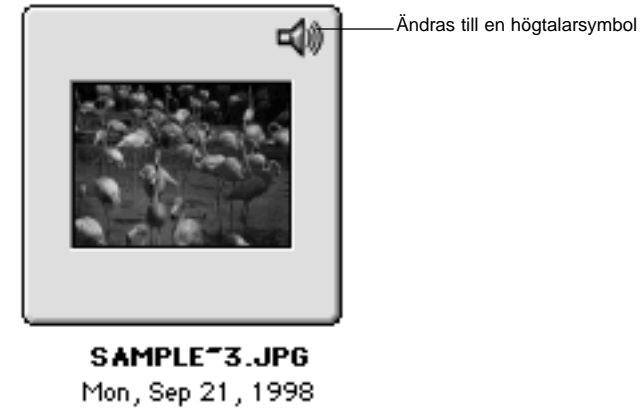 Ändras till en högtalarsymbol
SAMPLE~3.JPG
Mon, Sep 21, 1998